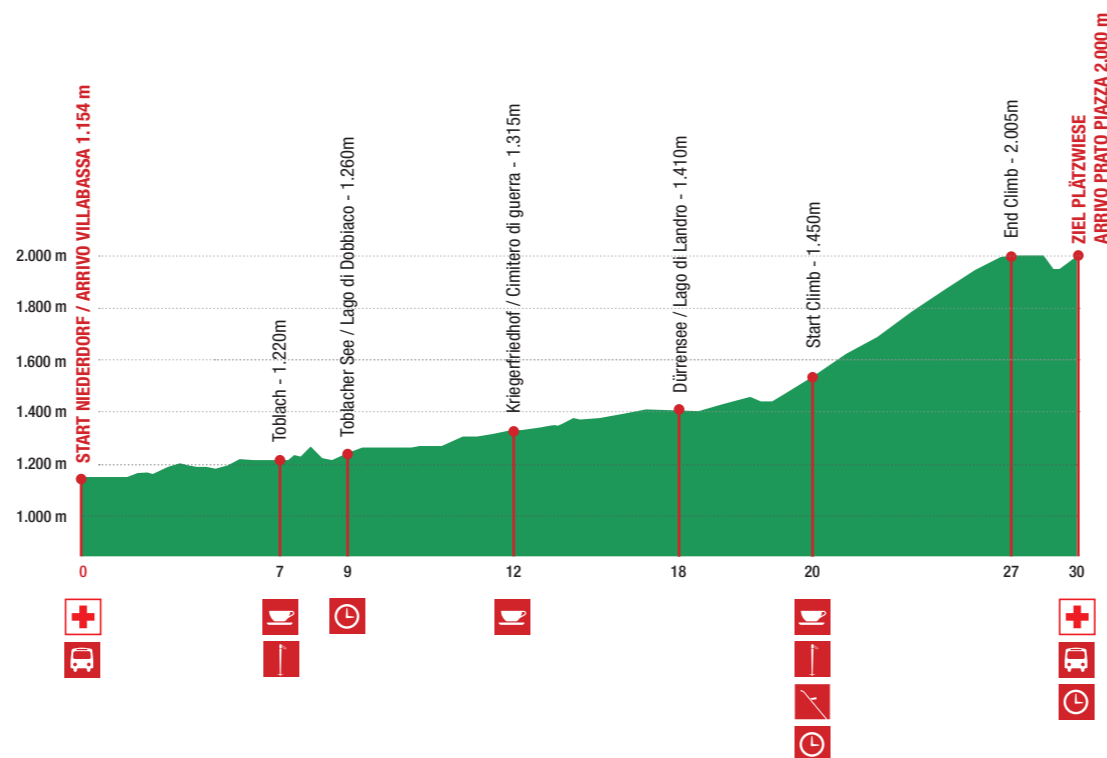 START NIEDERDORF / ARRIVO VILLABASSA 1.154 m
Toblach - 1.220m
Toblacher See / Lago di Dobbiaco - 1.260m
Kriegerfriedhof / Cimitero di guerra - 1.315m
Dürrensee / Lago di Landro - 1.410m
Start Climb - 1.450m
End Climb - 2.005m
ZIEL PLÄTZWIESE
ARRIVO PRATO PIAZZA 2.000 m
2.000 m
1.800 m
1.600 m
1.400 m
1.200 m
1.000 m
0 7 9 12 18 20 27 30